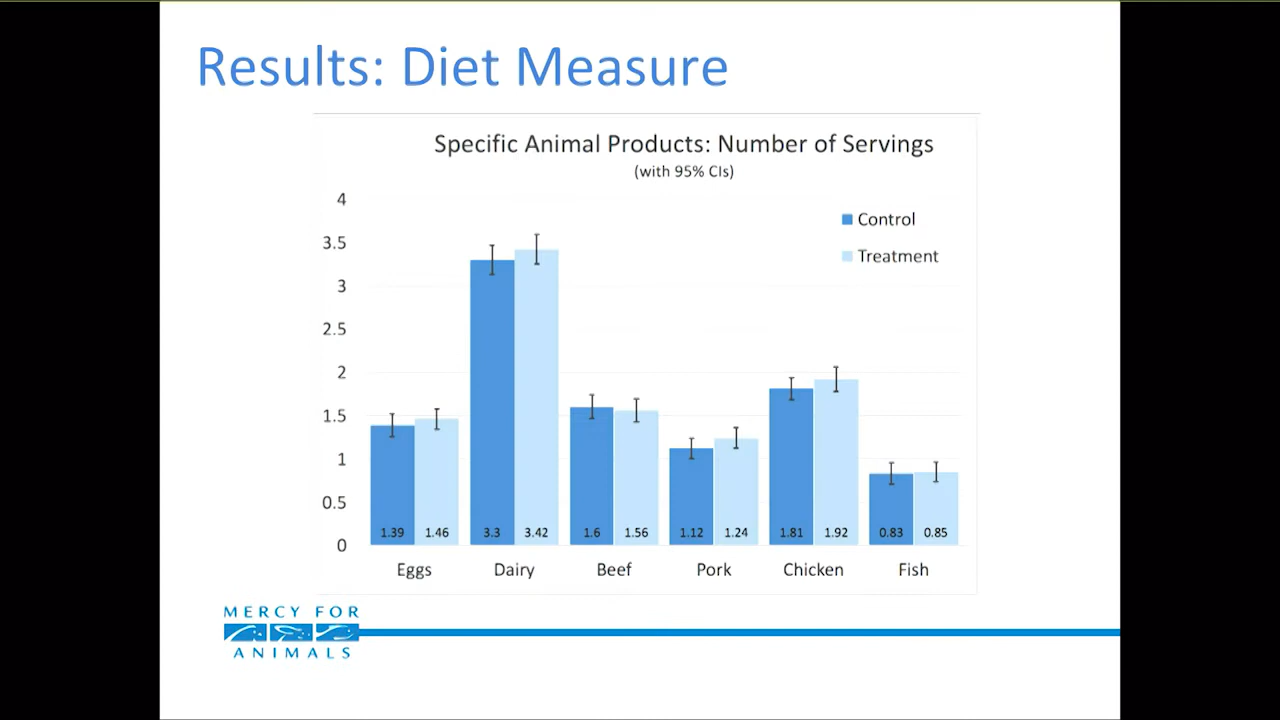 Results: Diet Measure
Specific Animal Products: Number of Servings
(with 95% CIs)
4
3.5
3
2.5
2
1.5
1
0.5
0
Control
Treatment
1.39 1.46 3.3 3.42 1.6 1.56 1.12 1.24 1.81 1.92 0.83 0.85
Eggs Dairy Beef Pork Chicken Fish
MERCY FOR
ANIMALS